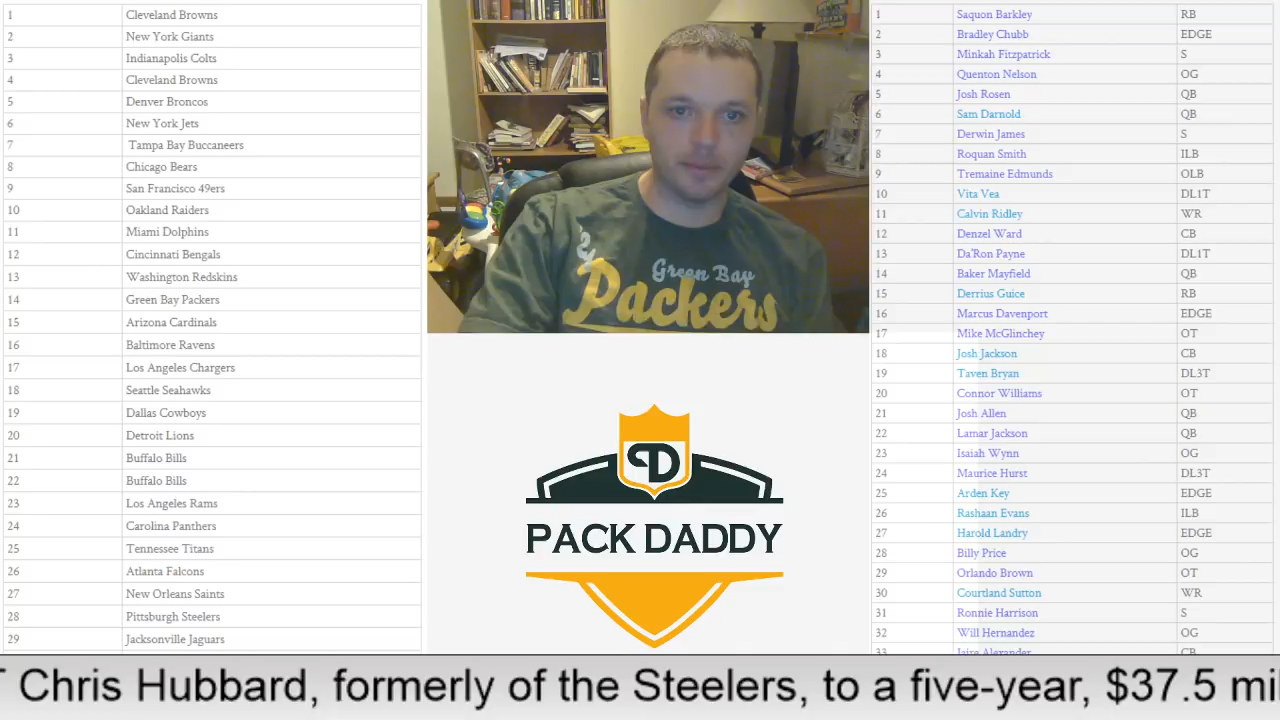 1 Cleveland Browns
2 New York Giants
3 Indianapolis Colts
4 Cleveland Browns
5 Denver Broncos
6 New York Jets
7 Tampa Bay Buccaneers
8 Chicago Bears
9 San Francisco 49ers
10 Oakland Raiders
11 Miami Dolphins
12 Cincinnati Bengals
13 Washington Redskins
14 Green Bay Packers
15 Arizona Cardinals
16 Baltimore Ravens
17 Los Angeles Chargers
18 Seattle Seahawks
19 Dallas Cowboys
20 Detroit Lions
21 Buffalo Bills
22 Buffalo Bills
23 Los Angeles Rams
24 Carolina Panthers
25 Tennessee Titans
26 Atlanta Falcons
27 New Orleans Saints
28 Pittsburgh Steelers
29 Jacksonville Jaguars
Green Bay
Packers
PD
PACK DADDY
1 Saquon Barkley RB
2 Bradley Chubb EDGE
3 Minkah Fitzpatrick S
4 Quenton Nelson OG
5 Josh Rosen QB
6 Sam Darnold QB
7 Derwin James S
8 Roquan Smith ILB
9 Tremaine Edmunds OLB
10 Vita Vea DL1T
11 Calvin Ridley WR
12 Denzel Ward CB
13 Da'Ron Payne DL1T
14 Baker Mayfield QB
15 Derrius Guice RB
16 Marcus Davenport EDGE
17 Mike McGlinchey OT
18 Josh Jackson CB
19 Taven Bryan DL3T
20 Connor Williams OT
21 Josh Allen QB
22 Lamar Jackson QB
23 Isaiah Wynn OG
24 Maurice Hurst DL3T
25 Arden Key EDGE
26 Rashaan Evans ILB
27 Harold Landry EDGE
28 Billy Price OG
29 Orlando Brown OT
30 Courtland Sutton WR
31 Ronnie Harrison S
32 Will Hernandez OG
33 Jaire Alexander CB
T Chris Hubbard, formerly of the Steelers, to a five-year, $37.5 mil